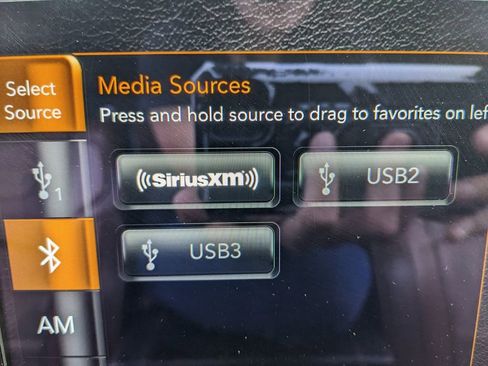 Select
Source
Media Sources
Press and hold source to drag to favorites on lef
1
SiriusXM
USB2
USB3
AM